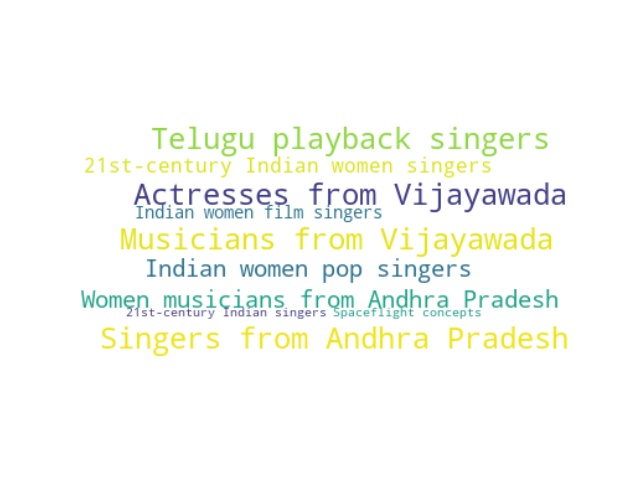 Telugu playback singers
21st-century Indian women singers
Actresses from Vijayawada
Indian women film singers
Musicians from Vijayawada
Indian women pop singers
Women musicians from Andhra Pradesh
21st-century Indian singers Spaceflight concepts
Singers from Andhra Pradesh